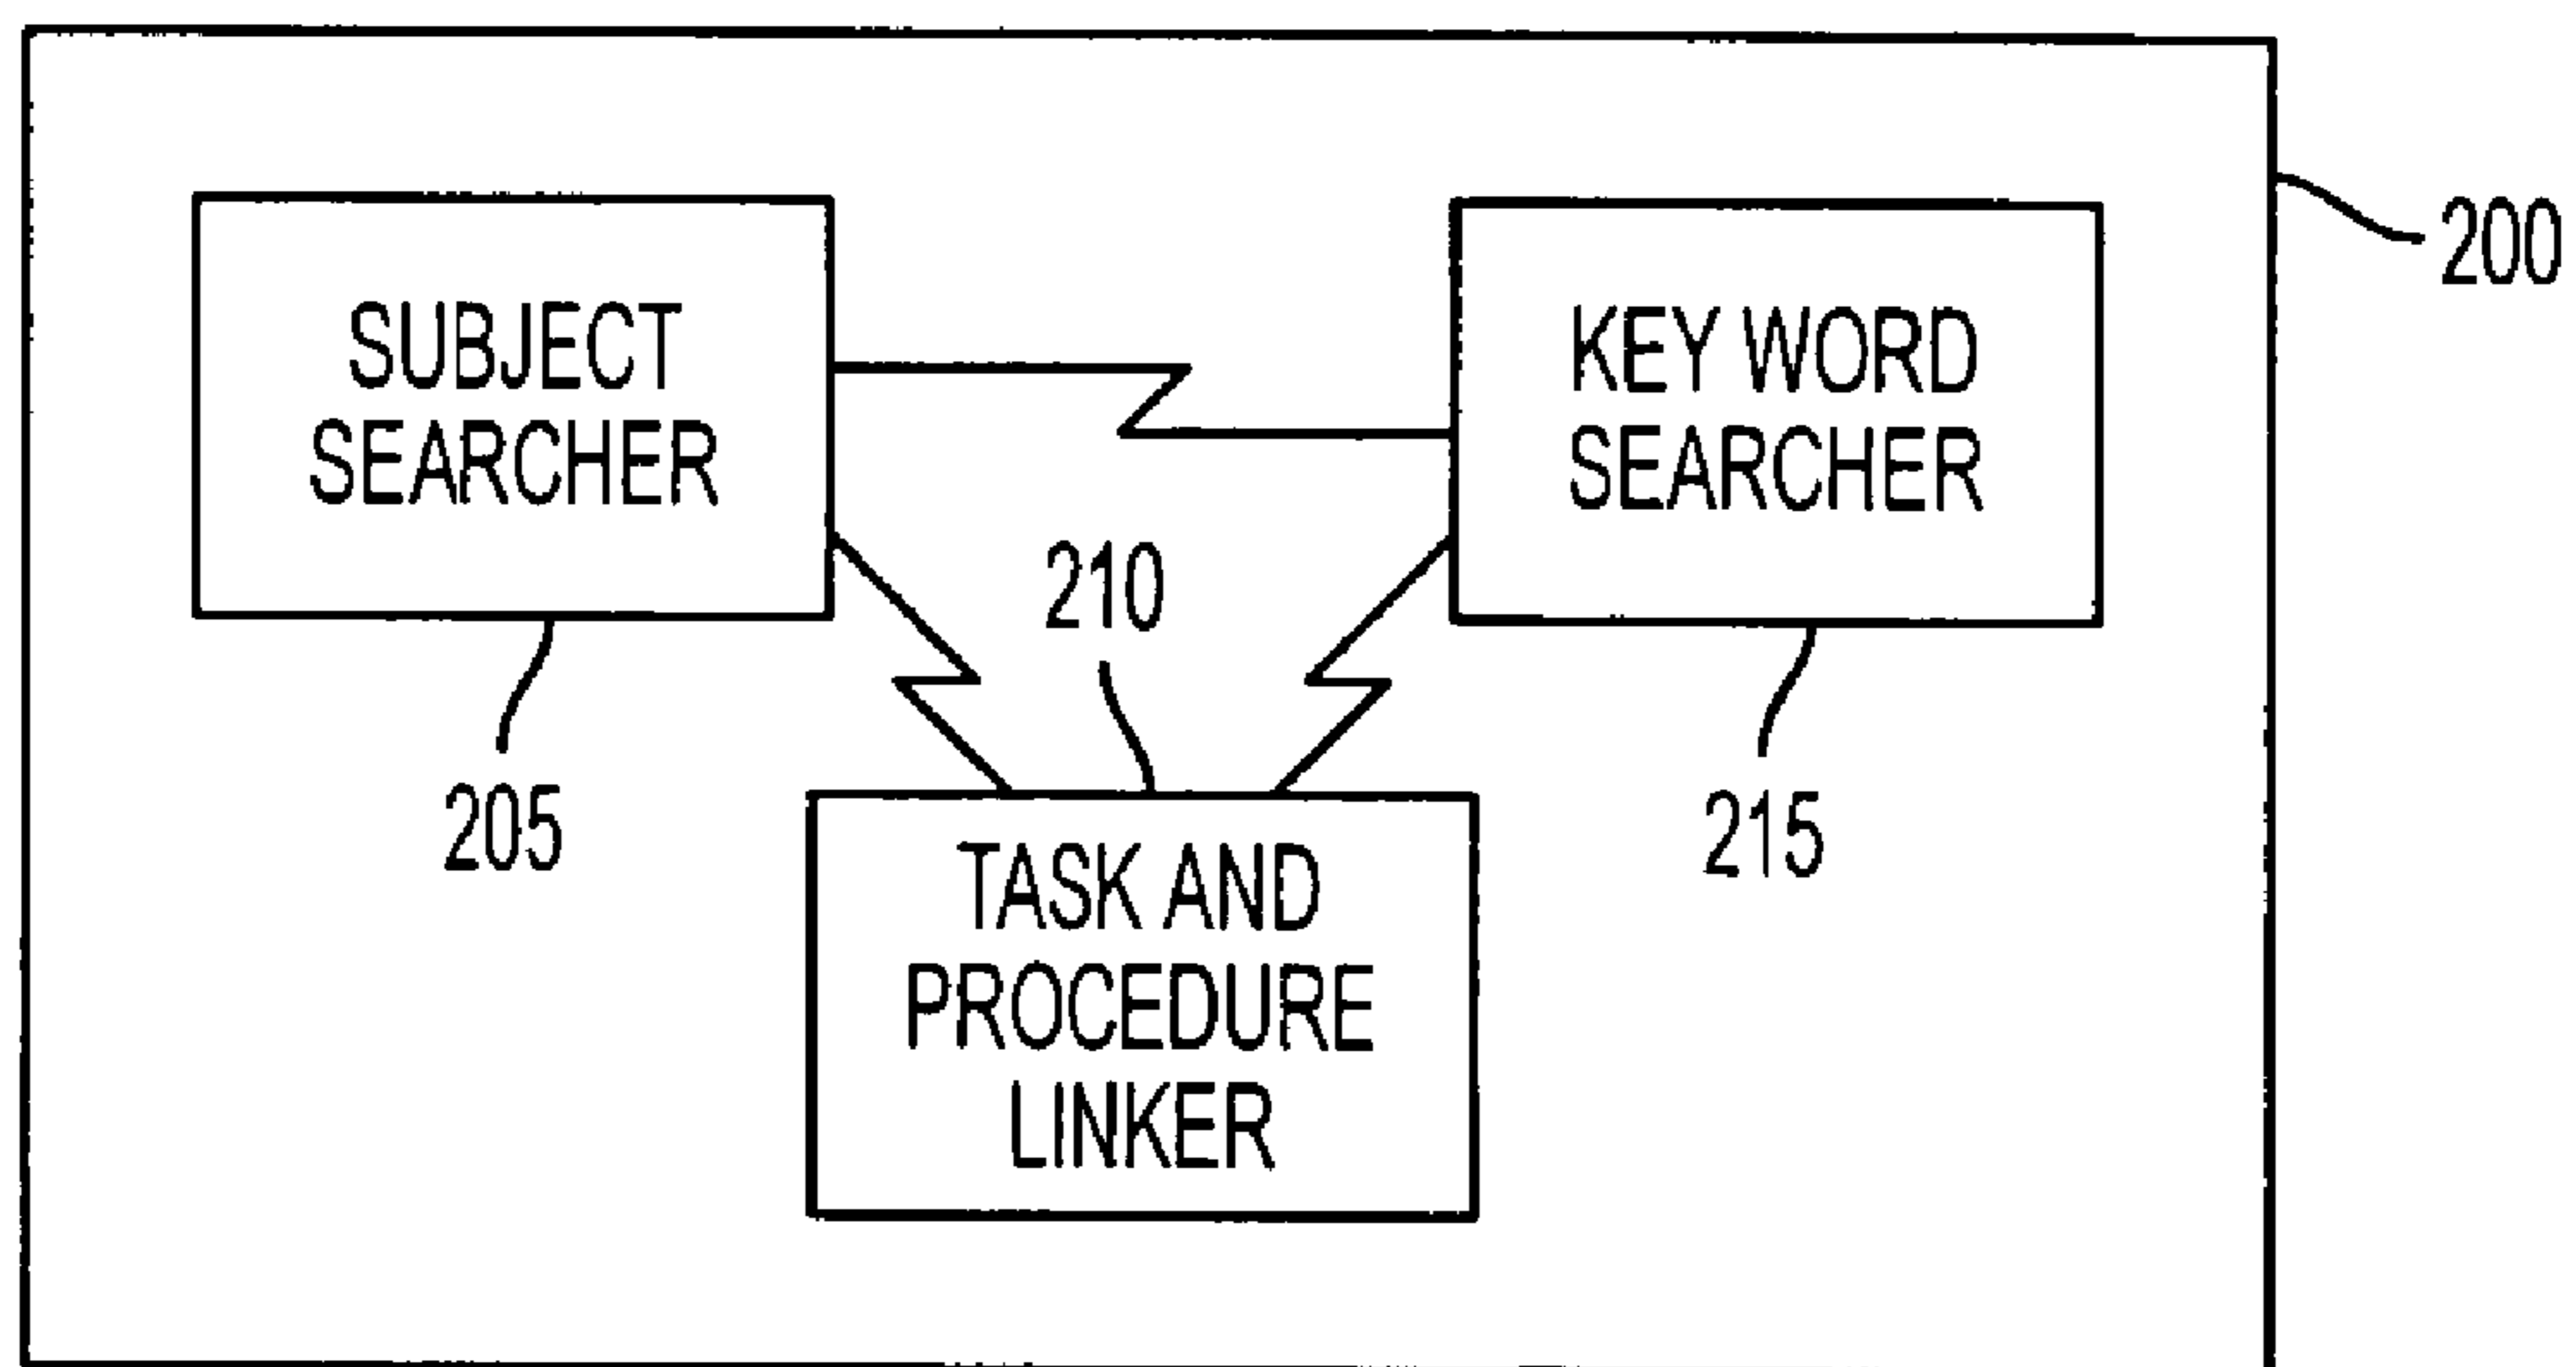 200
SUBJECT
SEARCHER
KEY WORD
SEARCHER
210
205
215
TASK AND
PROCEDURE
LINKER